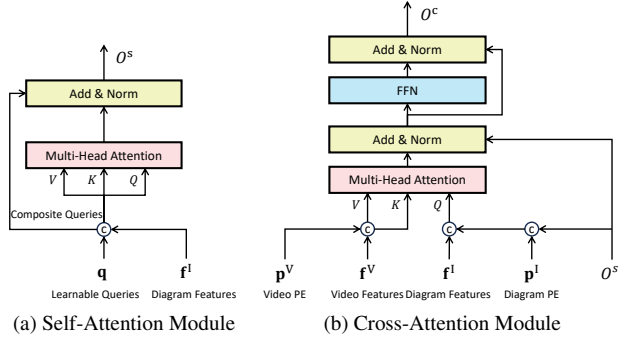 O^s
Add & Norm
Multi-Head Attention
V K Q
Composite Queries
C
q f^I
Learnable Queries Diagram Features
(a) Self-Attention Module
O^c
Add & Norm
FFN
Add & Norm
Multi-Head Attention
V K Q
C C C
p^V f^V f^I p^I O^s
Video PE Video Features Diagram Features Diagram PE
(b) Cross-Attention Module